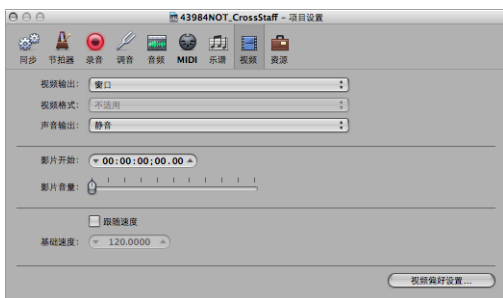 43984NOT_CrossStaff – 项目设置
同步 节拍器 录音 调音 音频 MIDI 乐谱 视频 资源
视频输出: 窗口
视频格式: 不适用
声音输出: 静音
影片开始: 00:00:00;00.00
影片音量:
跟随速度
基础速度: 120.0000
视频偏好设置...